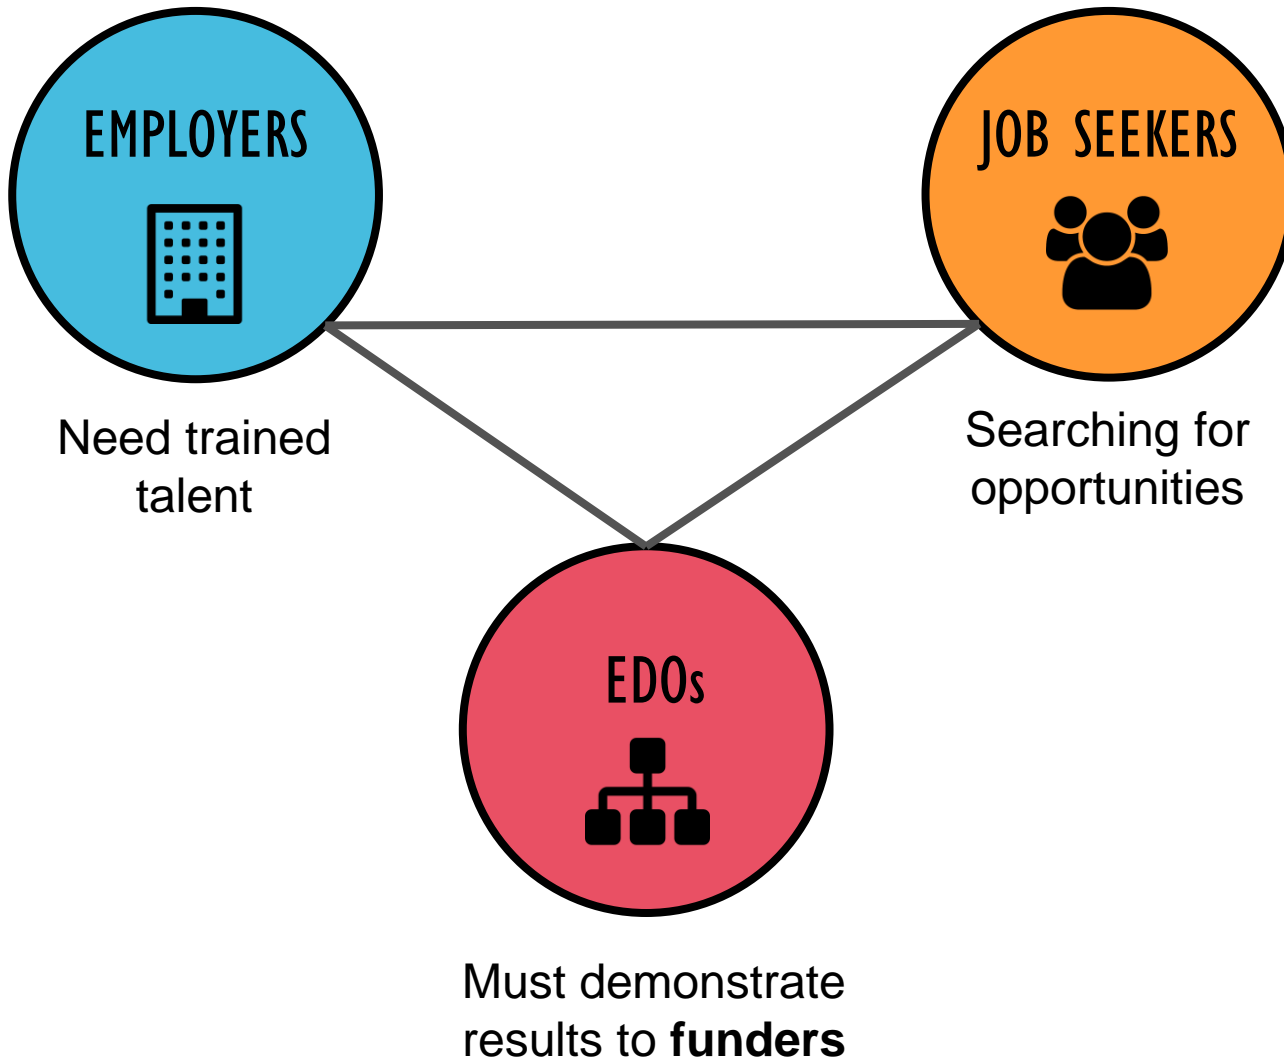 EMPLOYERS
Need trained
talent
JOB SEEKERS
Searching for
opportunities
EDOs
Must demonstrate
results to funders